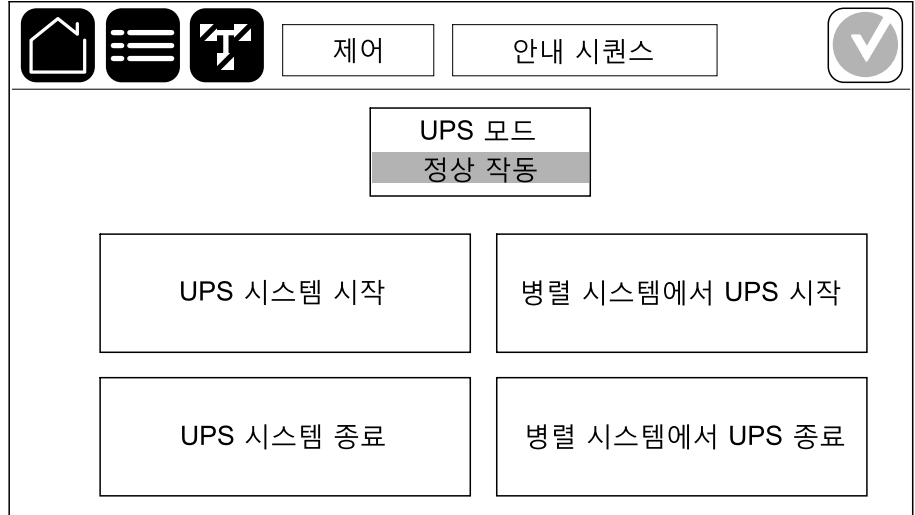 제어
안내 시퀀스
UPS 모드
정상 작동
UPS 시스템 시작
병렬 시스템에서 UPS 시작
UPS 시스템 종료
병렬 시스템에서 UPS 종료